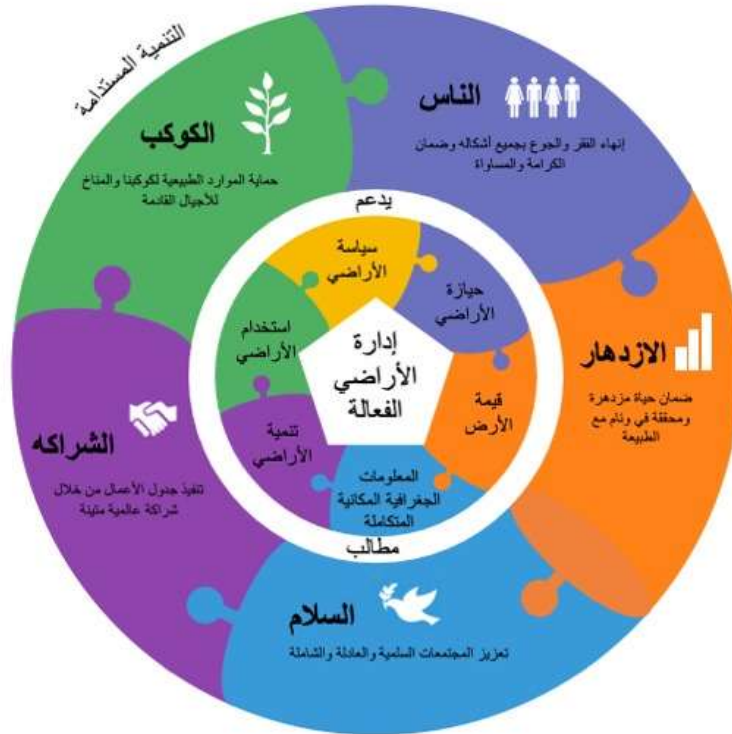 التنمية المستدامة
الناس
إنهاء الفقر والجوع بجميع أشكاله وضمان
الكرامة والمساواة
الكوكب
حماية الموارد الطبيعية لكوكبنا والمناخ
للأجيال القادمة
يدعم
سياسة
الأراضي
حيازة
الأراضي
استخدام
الأراضي
إدارة
الأراضي
الفعالة
قيمة
الأرض
تنمية
الأراضي
المعلومات
الجغرافية المكانية
المتكاملة
مطالب
الازدهار
ضمان حياة مزدهرة
ومحققة في وئام مع
الطبيعة
الشراكه
تنفيذ جدول الأعمال من خلال
شراكة عالمية متينة
السلام
تعزيز المجتمعات السلمية والعادلة والشاملة